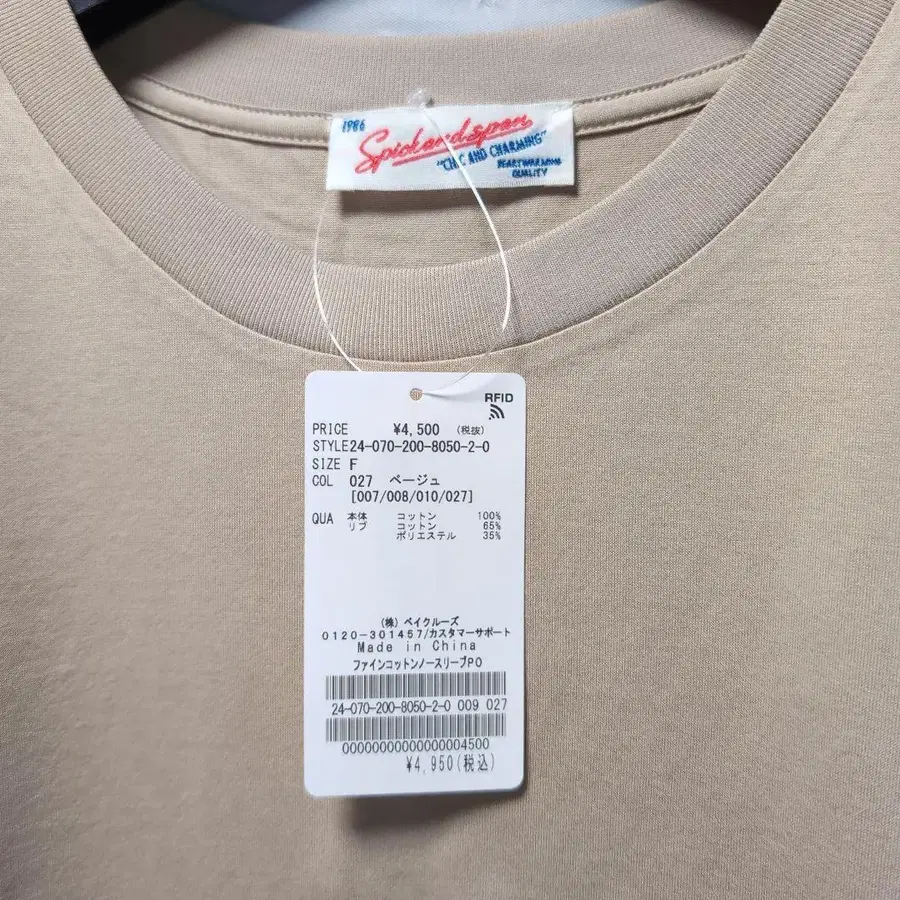 1986
Spick and span
"CHIC AND CHARMING"
HEARTWARMING
QUALITY
RFID
PRICE ¥4,500 (税抜)
STYLE24-070-200-8050-2-0
SIZE F
COL 027 ベージュ
[007/008/010/027]
QUA 本体 コットン 100%
リブ コットン 65%
ポリエステル 35%
(株) ベイクルーズ
0120-301457/カスタマーサポート
Made in China
ファインコットンノースリーブPO
24-070-200-8050-2-0 009 027
00000000000000004500
¥4,950(税込)